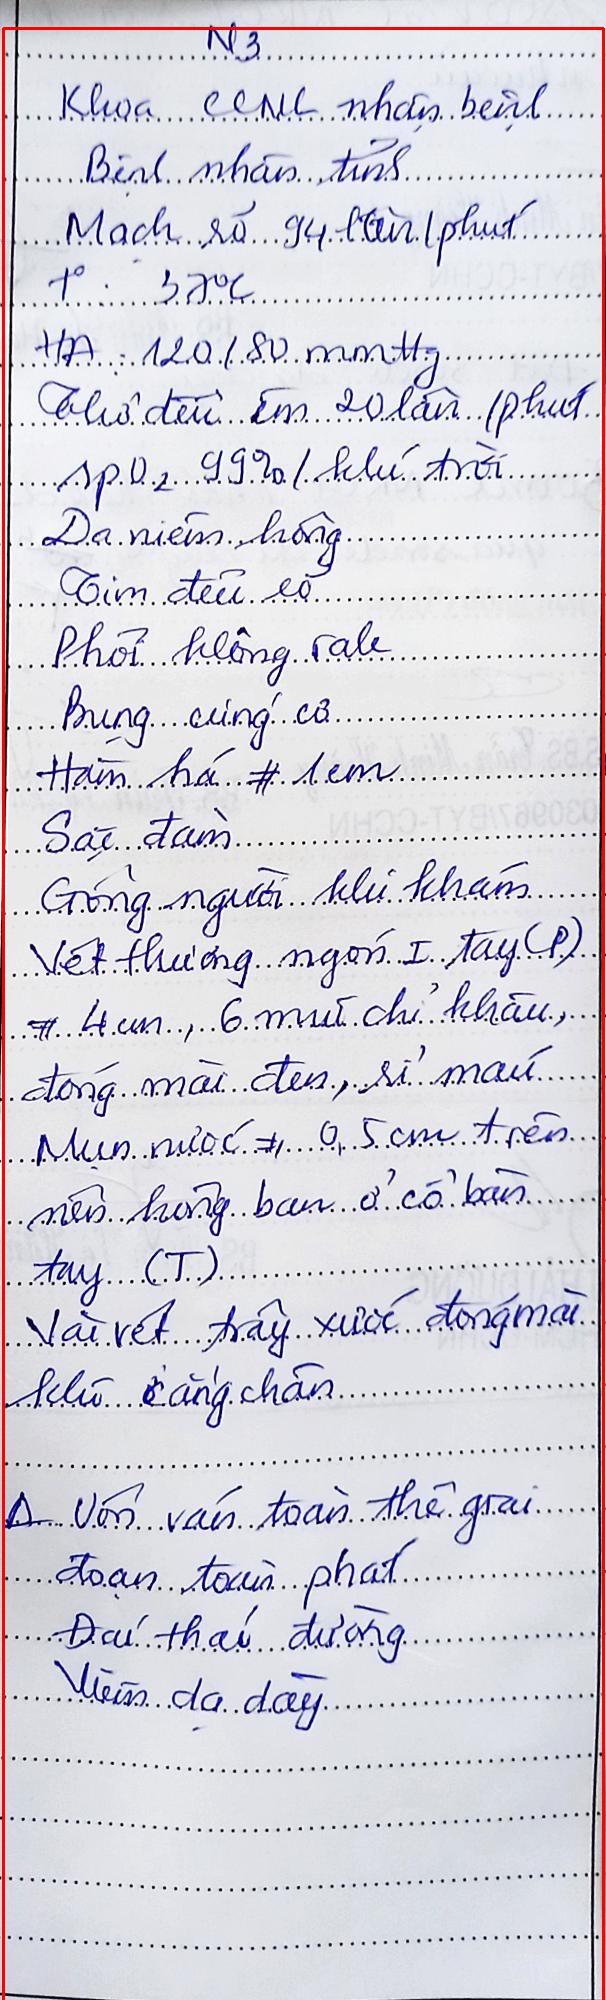 N3
Khoa CCNL nhận bệnh
Bệnh nhân tỉnh
Mạch rõ 94 lần/phút
t° : 37°C
HA : 120/80 mmHg
Thở đều êm 20 lần/phút
SpO2 99%/khí trời
Da niêm hồng
Tim đều rõ
Phổi không rale
Bụng cứng cơ
Hàm há # 1cm
Sặc đàm
Gồng người khi khám
Vết thương ngón I tay (P)
# 4cm, 6 mũi chỉ khâu,
đóng mài đen, rỉ máu
Mụn nước # 0,5cm trên
nền hồng ban ở cổ bàn
tay (T)
Vài vết trầy xước đóng mài
khô cẳng chân
Δ Uốn ván toàn thể giai
đoạn toàn phát
Đái tháo đường
Viêm dạ dày